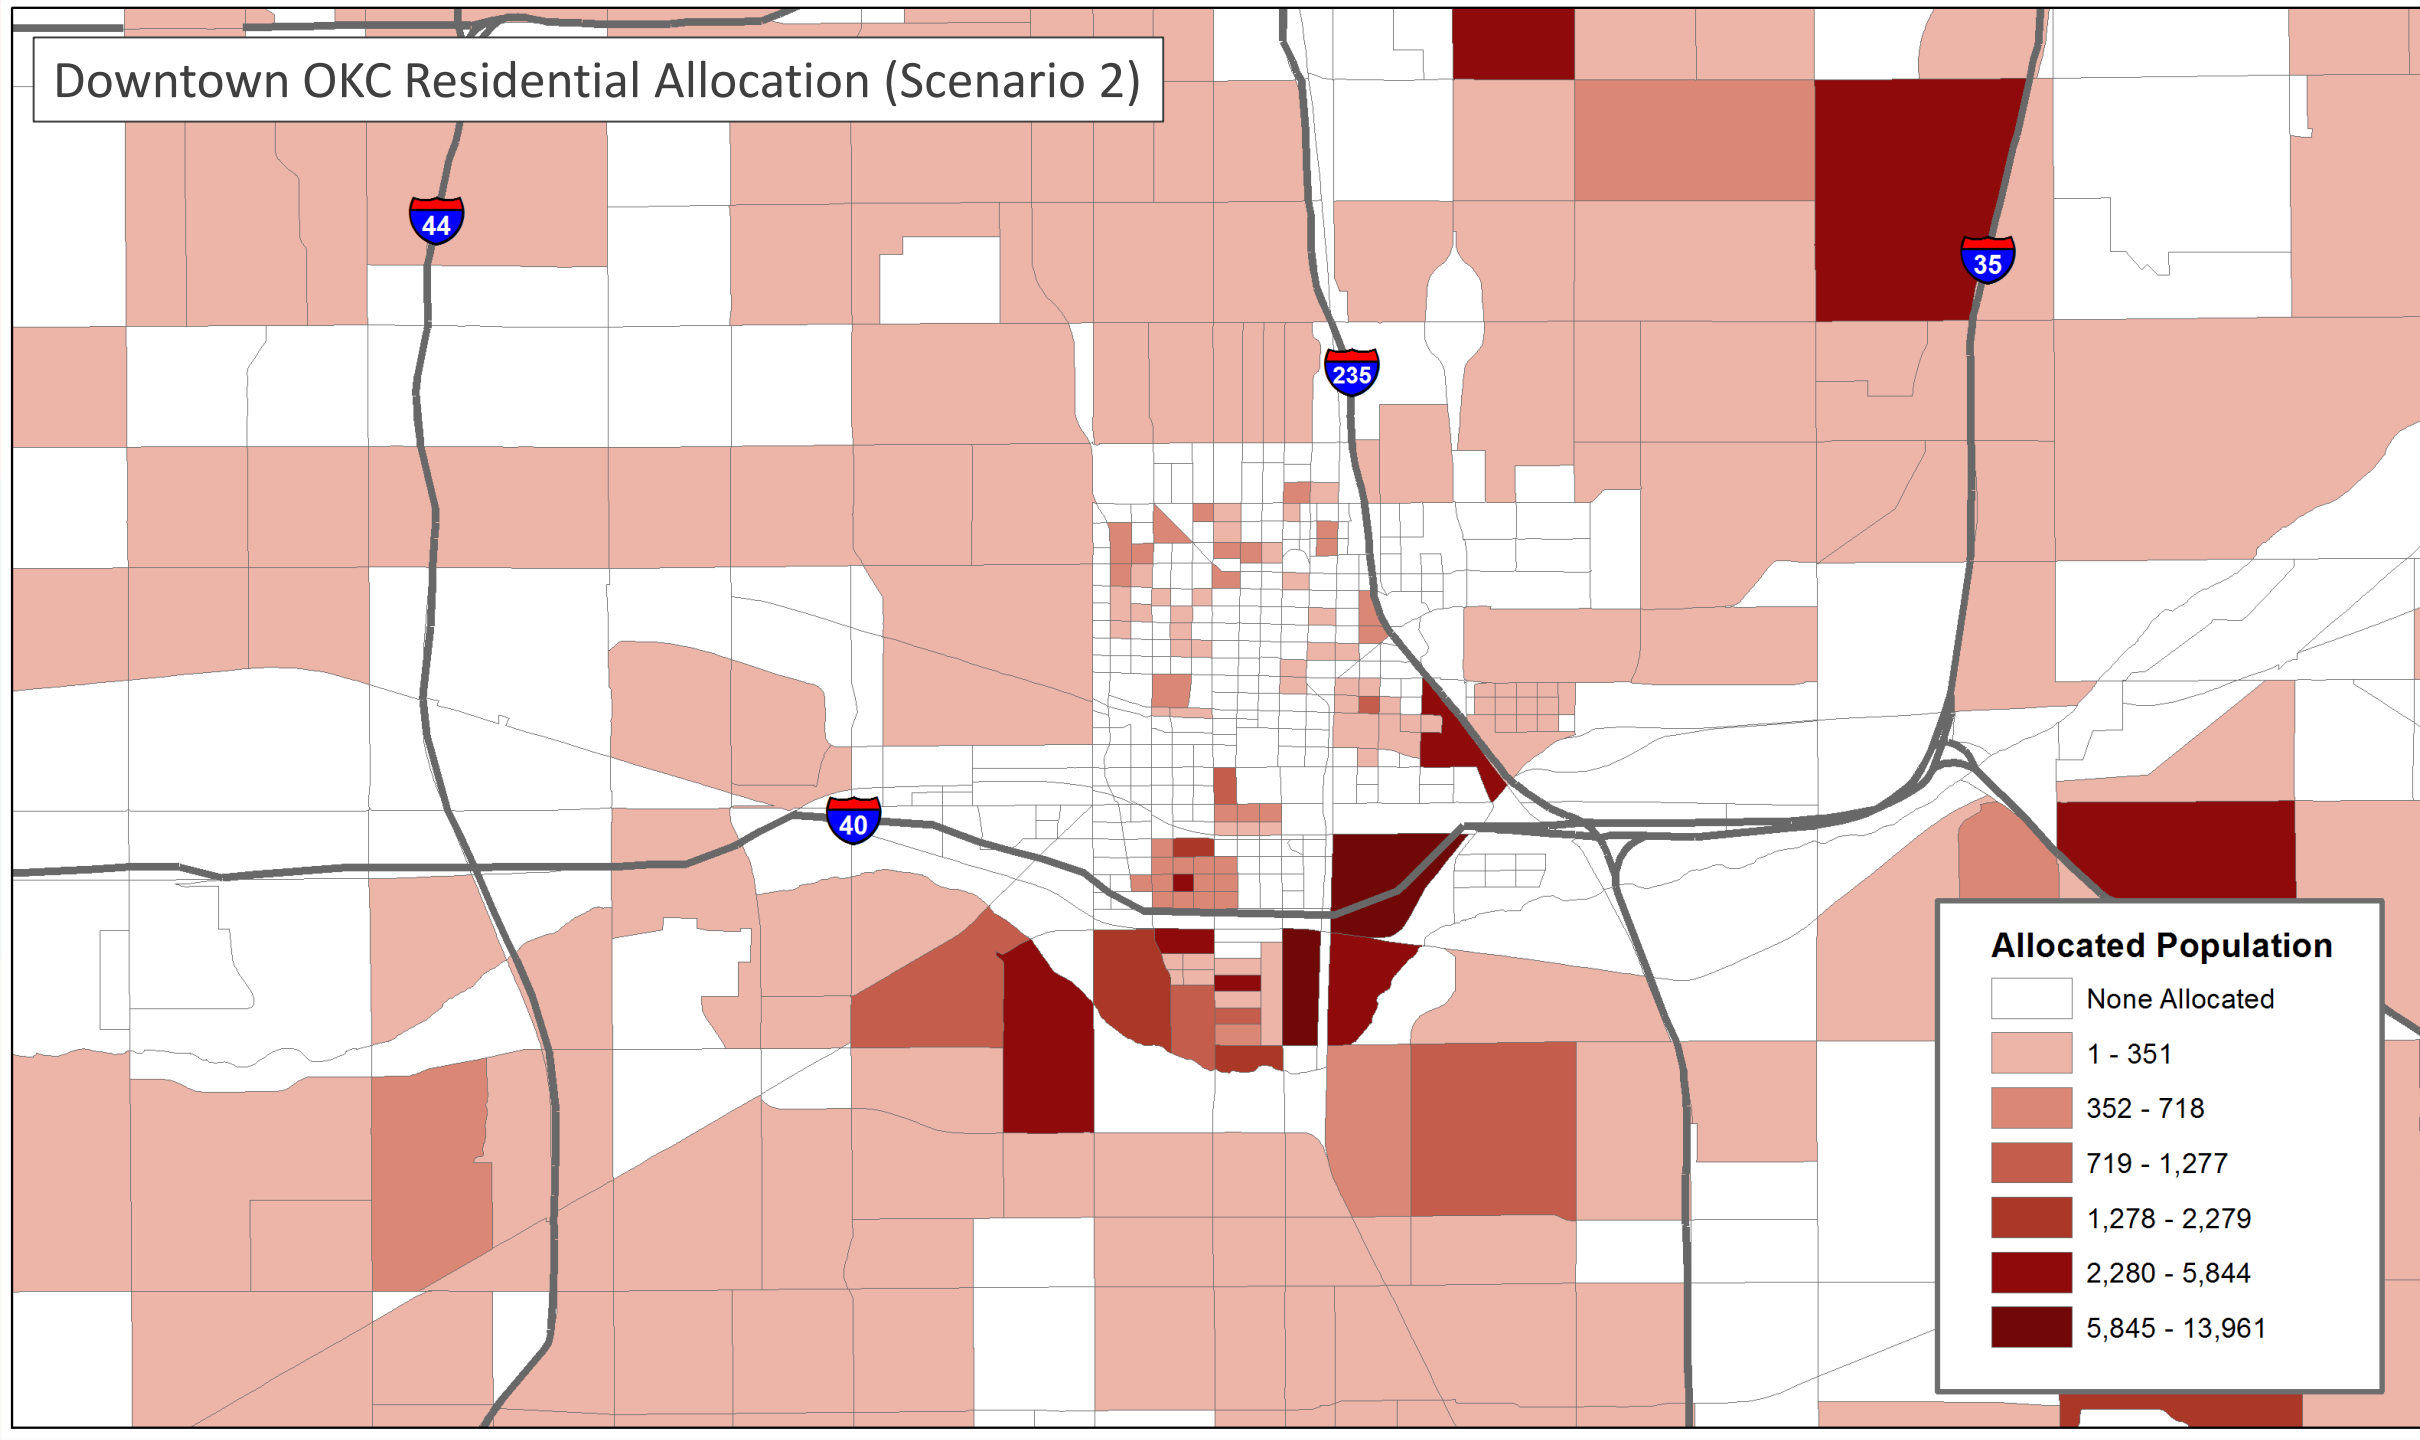 Downtown OKC Residential Allocation (Scenario 2)
44
35
235
40
Allocated Population
None Allocated
1 - 351
352 - 718
719 - 1,277
1,278 - 2,279
2,280 - 5,844
5,845 - 13,961